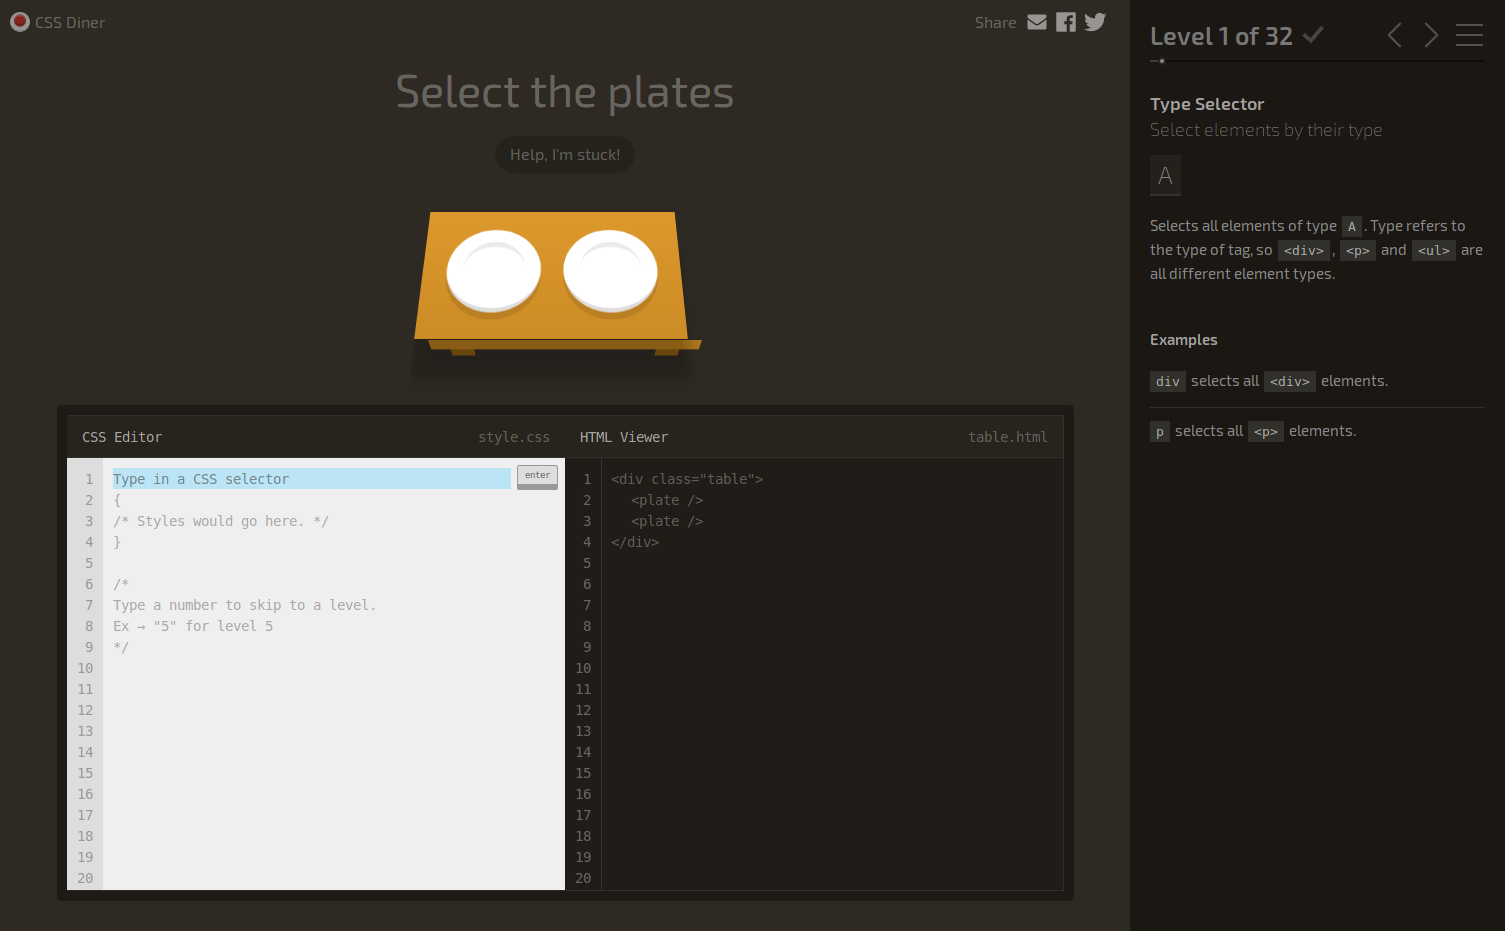 CSS Diner
Share
Select the plates
Help, I'm stuck!
CSS Editor style.css
1 Type in a CSS selector enter
2 {
3 /* Styles would go here. */
4 }
5
6 /*
7 Type a number to skip to a level.
8 Ex → "5" for level 5
9 */
10
11
12
13
14
15
16
17
18
19
20
HTML Viewer table.html
1 <div class="table">
2 <plate />
3 <plate />
4 </div>
5
6
7
8
9
10
11
12
13
14
15
16
17
18
19
20
Level 1 of 32
Type Selector
Select elements by their type
A
Selects all elements of type A. Type refers to
the type of tag, so <div>, <p> and <ul> are
all different element types.
Examples
div selects all <div> elements.
p selects all <p> elements.